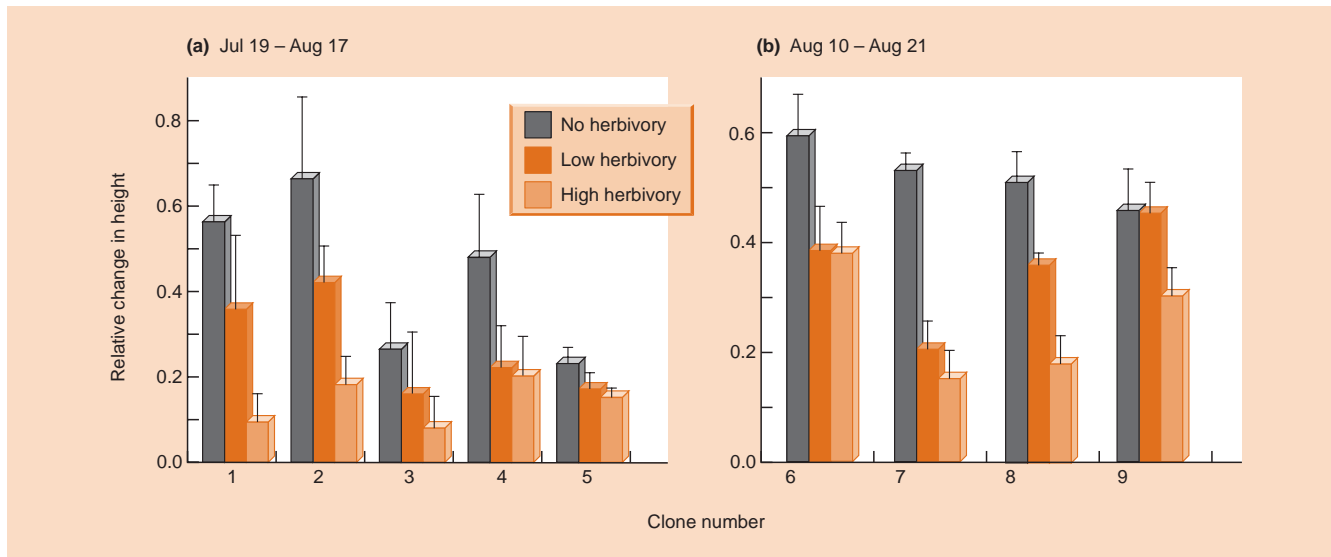 (a) Jul 19 – Aug 17
(b) Aug 10 – Aug 21
Relative change in height
0.8
0.6
0.4
0.2
0.0
No herbivory
Low herbivory
High herbivory
0.6
0.4
0.2
0.0
1 2 3 4 5
6 7 8 9
Clone number